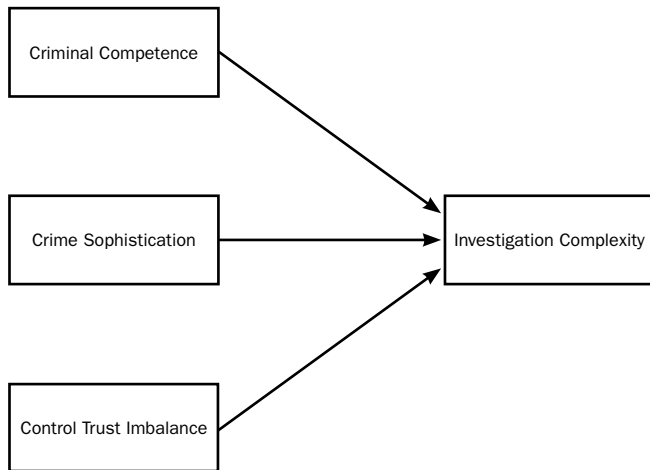 Criminal Competence
Crime Sophistication
Investigation Complexity
Control Trust Imbalance